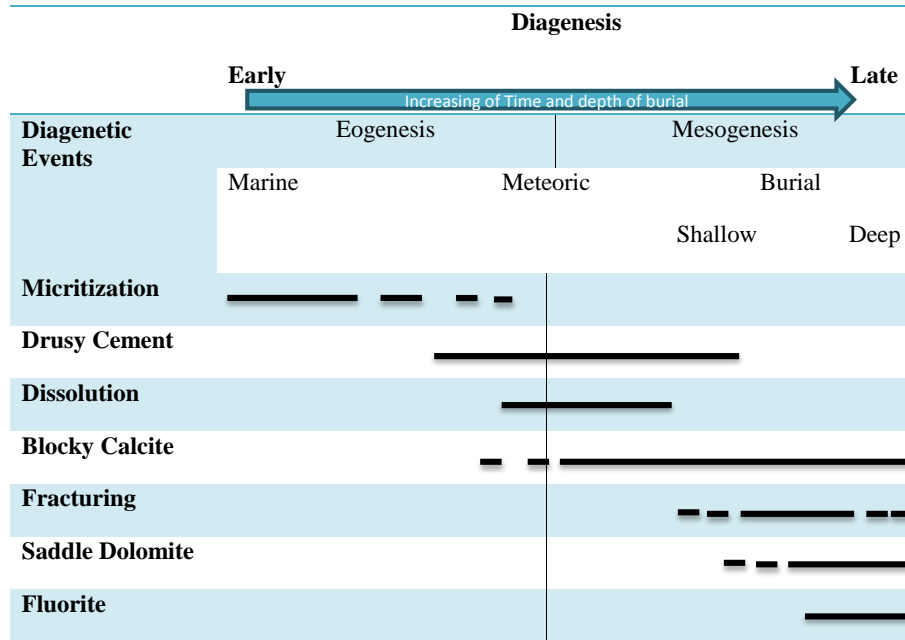 Diagenesis
Early Late
Increasing of Time and depth of burial
Diagenetic Events Eogenesis Mesogenesis
Marine Meteoric Burial
Shallow Deep
Micritization
Drusy Cement
Dissolution
Blocky Calcite
Fracturing
Saddle Dolomite
Fluorite